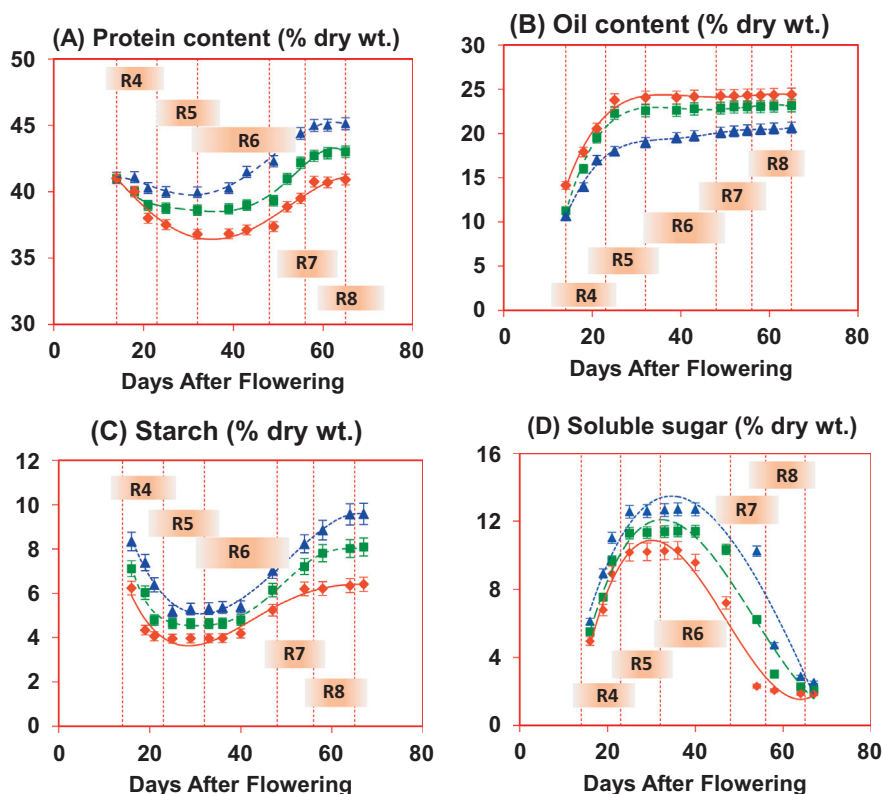 (A) Protein content (% dry wt.)
50
45
40
35
30
R4
R5
R6
R7
R8
0 20 40 60 80
Days After Flowering
(B) Oil content (% dry wt.)
30
25
20
15
10
5
0
R8
R7
R6
R5
R4
0 20 40 60 80
Days After Flowering
(C) Starch (% dry wt.)
12
10
8
6
4
2
0
R4
R5
R6
R7
R8
0 20 40 60 80
Days After Flowering
(D) Soluble sugar (% dry wt.)
16
12
8
4
0
R8
R7
R6
R5
R4
0 20 40 60 80
Days After Flowering